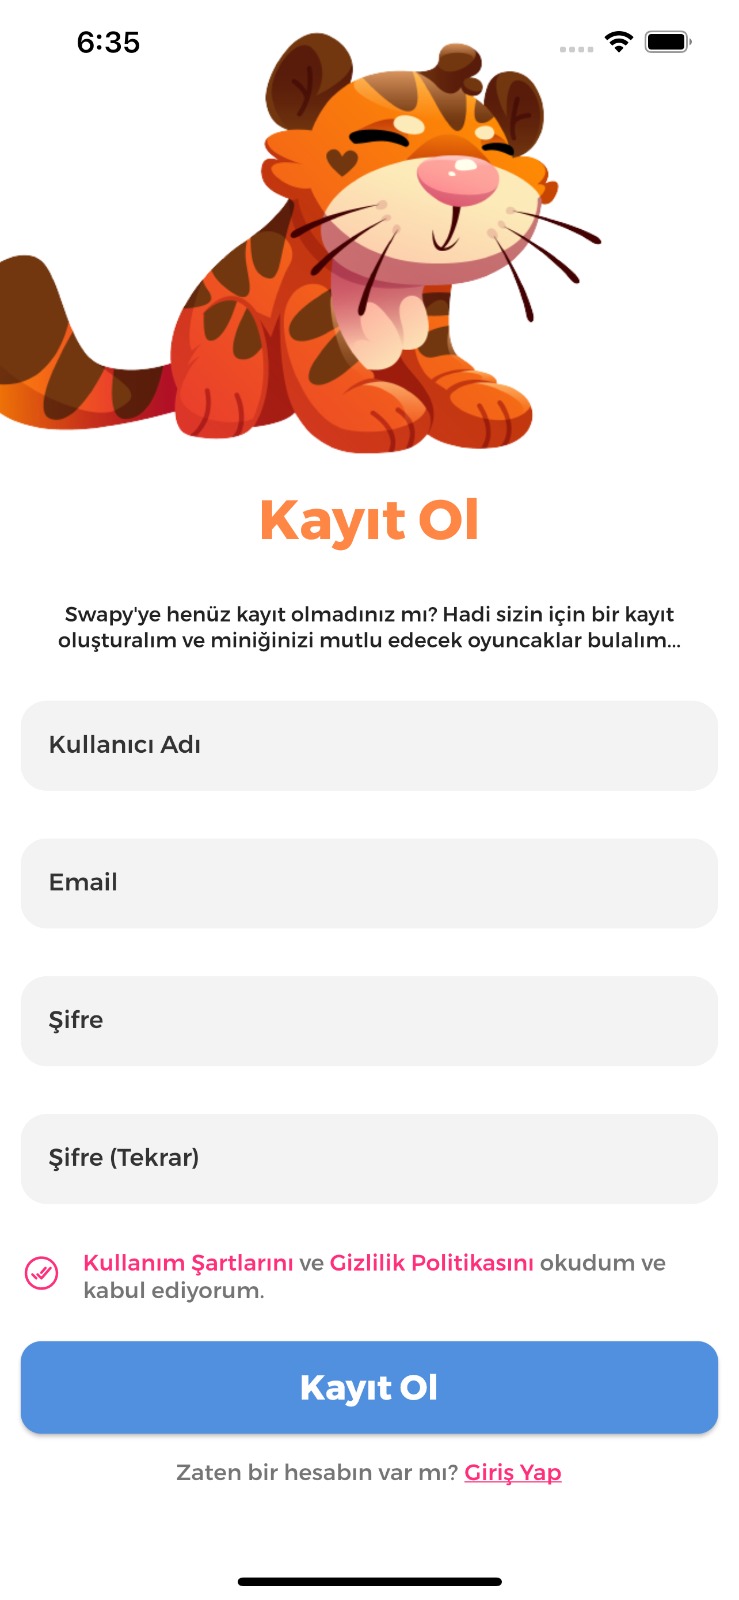 6:35
Kayıt Ol
Swapy'ye henüz kayıt olmadınız mı? Hadi sizin için bir kayıt
oluşturalım ve miniğinizi mutlu edecek oyuncaklar bulalım...
Kullanıcı Adı
Email
Şifre
Şifre (Tekrar)
Kullanım Şartlarını ve Gizlilik Politikasını okudum ve
kabul ediyorum.
Kayıt Ol
Zaten bir hesabın var mı? Giriş Yap